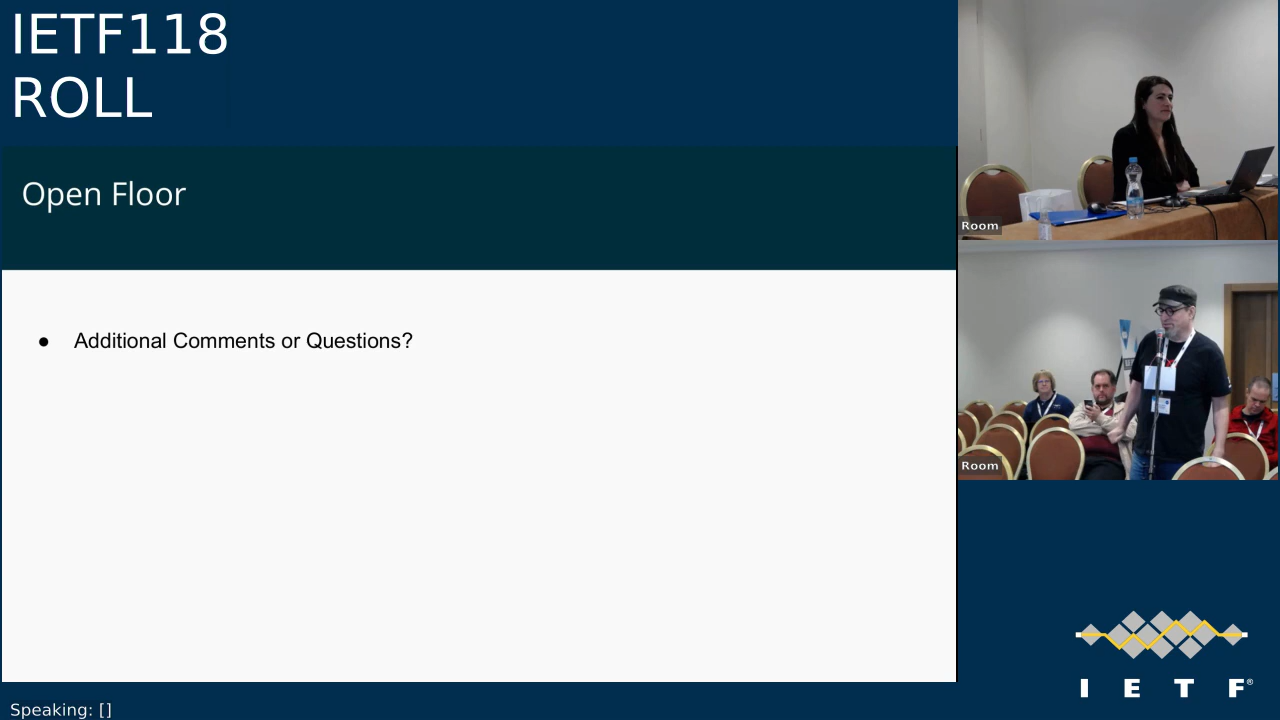 IETF118
ROLL
Open Floor
● Additional Comments or Questions?
Room
Room
I E T F®
Speaking: []